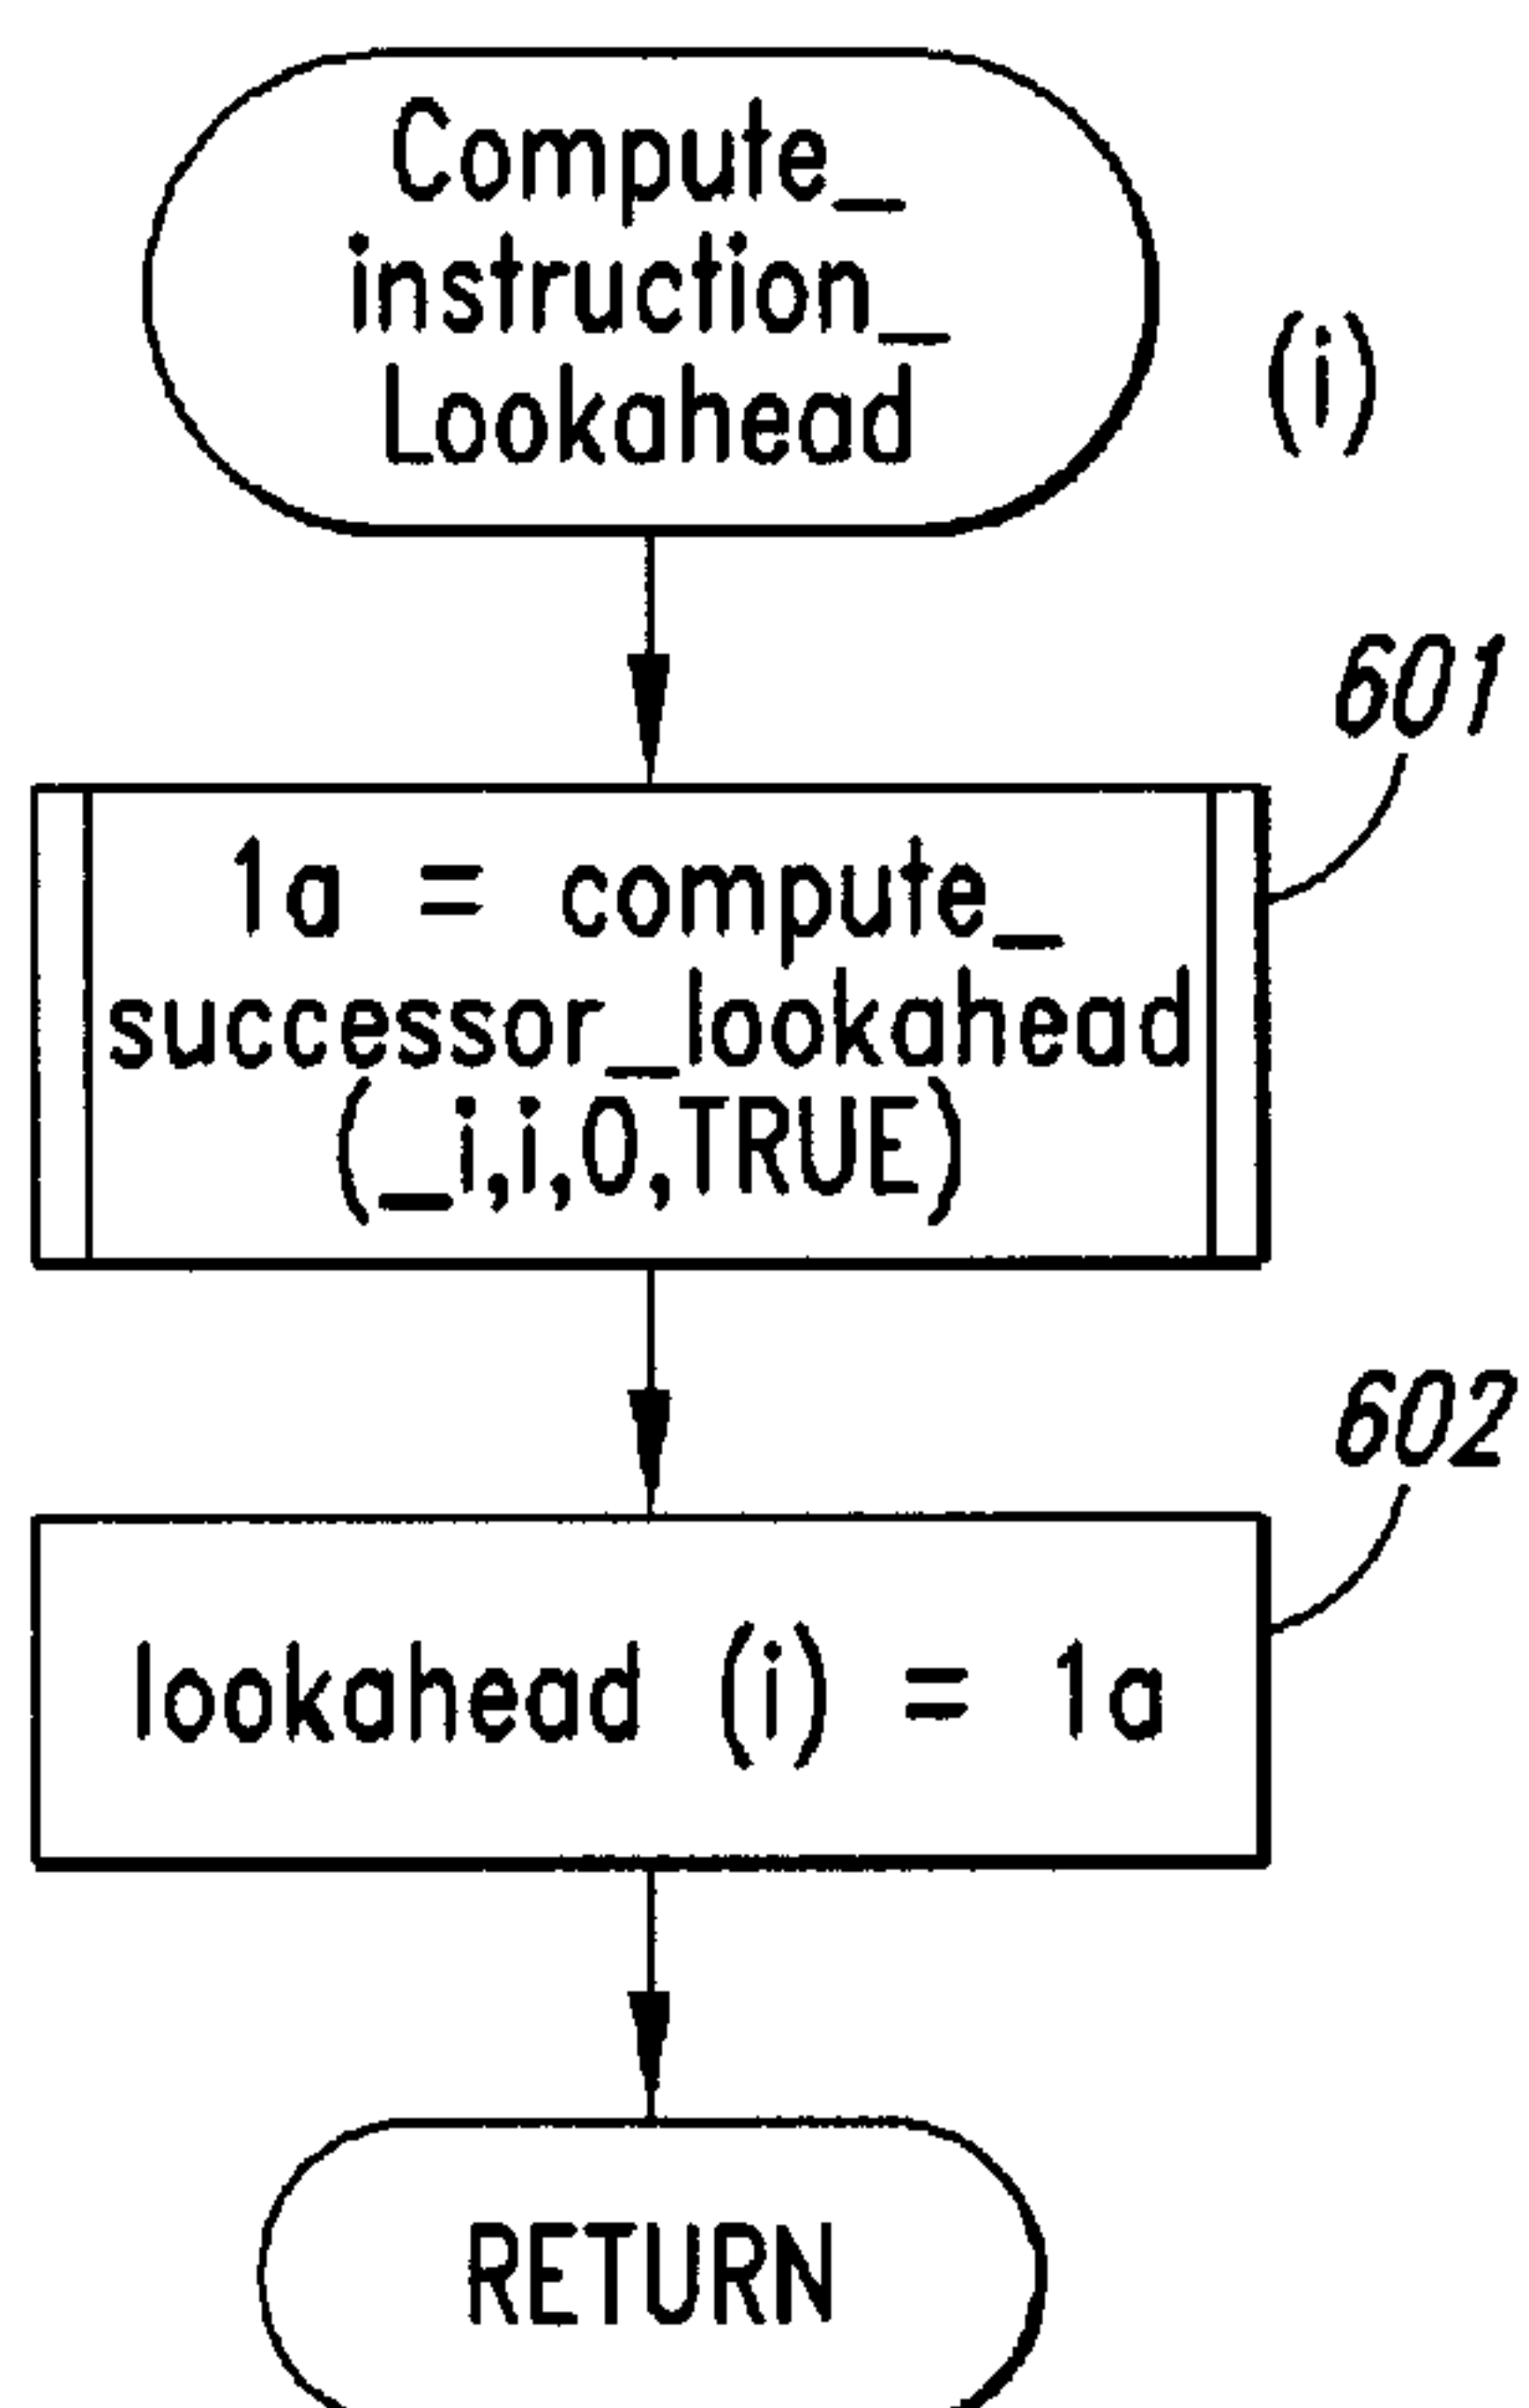 Compute_
instruction_
Lookahead
(i)
601
1a = compute_
successor_lookahead
(_i,i,0,TRUE)
602
lookahead (i) = 1a
RETURN